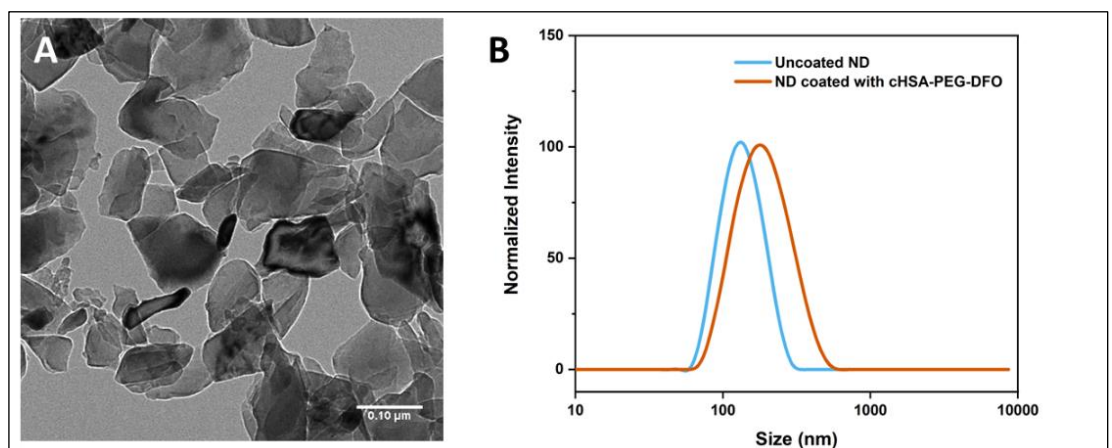 A
0.10 µm
B
150
100
50
0
Normalized Intensity
Uncoated ND
ND coated with cHSA-PEG-DFO
10
100
1000
10000
Size (nm)